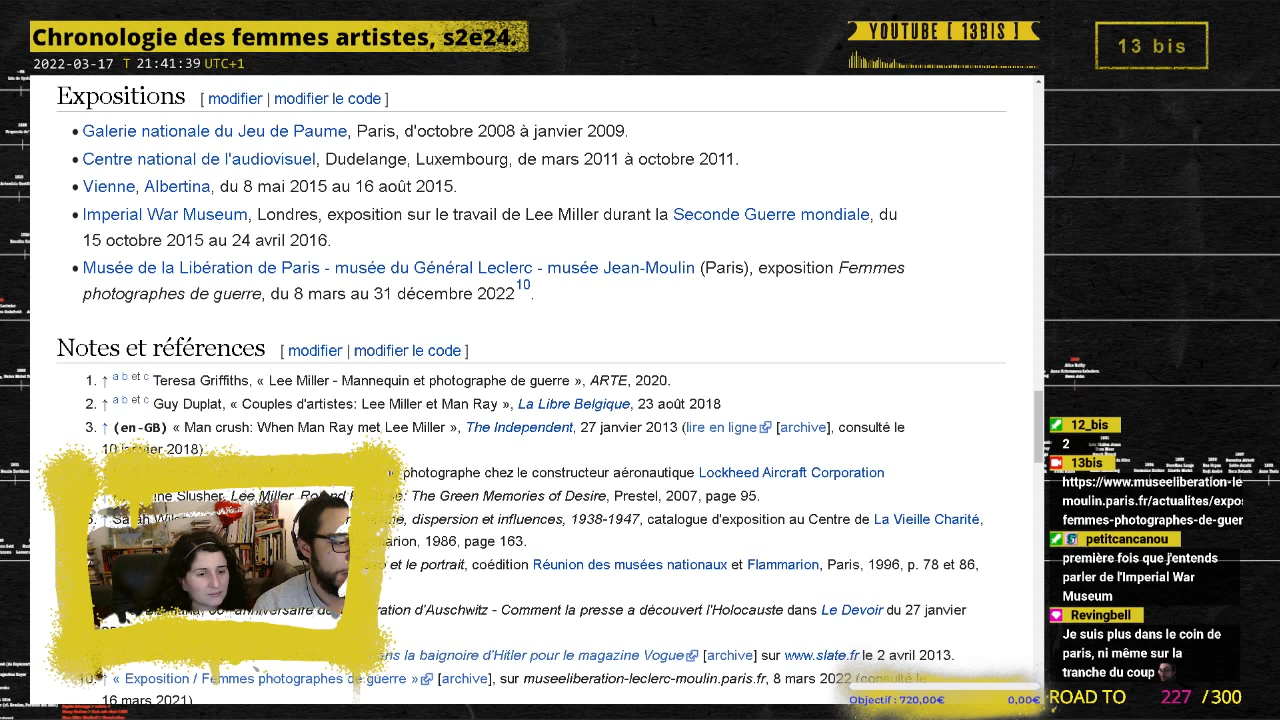 Chronologie des femmes artistes, s2e24.
2022-03-17 T 21:41:39 UTC+1
YOUTUBE [ 13BIS ]
13 bis
Expositions [ modifier | modifier le code ]
• Galerie nationale du Jeu de Paume, Paris, d'octobre 2008 à janvier 2009.
• Centre national de l'audiovisuel, Dudelange, Luxembourg, de mars 2011 à octobre 2011.
• Vienne, Albertina, du 8 mai 2015 au 16 août 2015.
• Imperial War Museum, Londres, exposition sur le travail de Lee Miller durant la Seconde Guerre mondiale, du
15 octobre 2015 au 24 avril 2016.
• Musée de la Libération de Paris - musée du Général Leclerc - musée Jean-Moulin (Paris), exposition Femmes
photographes de guerre, du 8 mars au 31 décembre 2022 10.
Notes et références [ modifier | modifier le code ]
1. ↑ a b et c Teresa Griffiths, « Lee Miller - Mannequin et photographe de guerre », ARTE, 2020.
2. ↑ a b et c Guy Duplat, « Couples d'artistes: Lee Miller et Man Ray », La Libre Belgique, 23 août 2018
3. ↑ (en-GB) « Man crush: When Man Ray met Lee Miller », The Independent, 27 janvier 2013 (lire en ligne [archive], consulté le
10 janvier 2018)
photographe chez le constructeur aéronautique Lockheed Aircraft Corporation
Slusher, Lee Miller, The Green Memories of Desire, Prestel, 2007, page 95.
dispersion et influences, 1938-1947, catalogue d'exposition au Centre de La Vieille Charité,
1986, page 163.
et le portrait, coédition Réunion des musées nationaux et Flammarion, Paris, 1996, p. 78 et 86,
anniversaire d'Auschwitz - Comment la presse a découvert l'Holocauste dans Le Devoir du 27 janvier
dans la baignoire d'Hitler pour le magazine Vogue [archive] sur www.slate.fr le 2 avril 2013.
10. ↑ « Exposition / Femmes photographes de guerre » [archive], sur museeliberation-leclerc-moulin.paris.fr, 8 mars 2022 (consulté le
16 mars 2021)
12_bis
2
13bis
https://www.museeliberation-le
moulin.paris.fr/actualites/expo
femmes-photographes-de-guer
petitcancanou
première fois que j'entends
parler de l'Imperial War
Museum
Revingbell
Je suis plus dans le coin de
paris, ni même sur la
tranche du coup
Objectif : 720,00€ 0,00€
ROAD TO 227 / 300